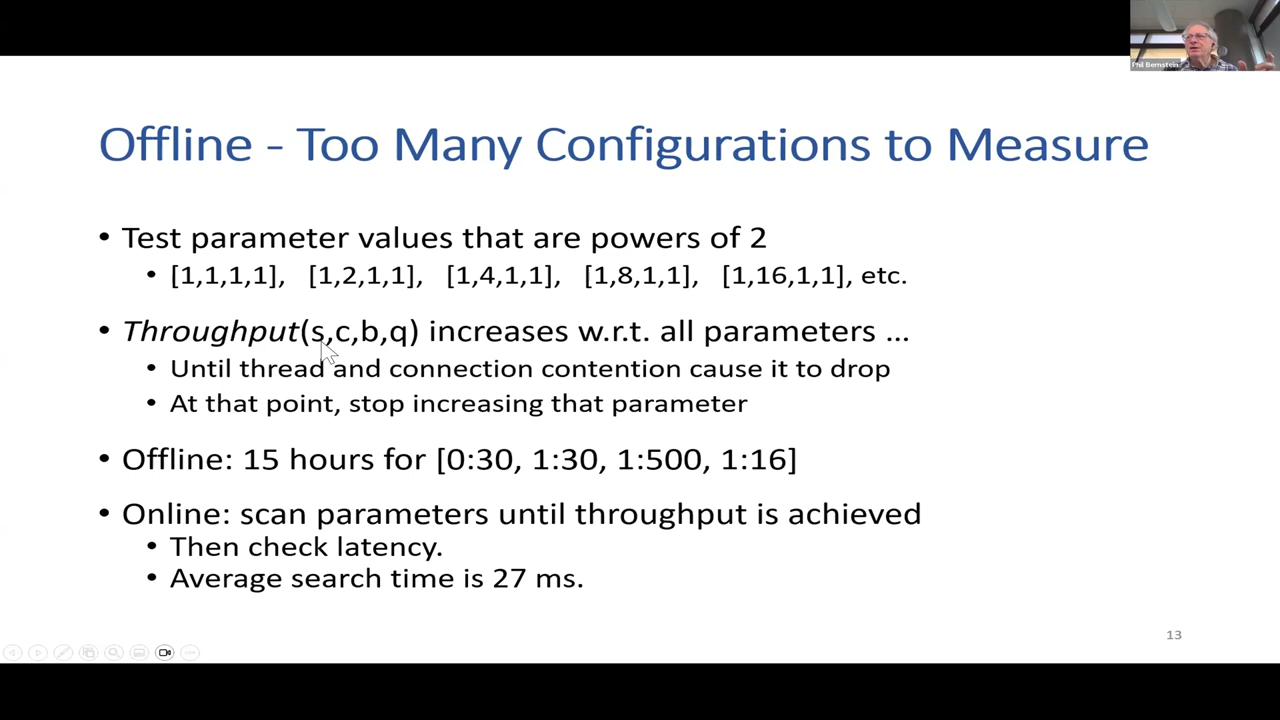 Phil Bernstein
Offline - Too Many Configurations to Measure
• Test parameter values that are powers of 2
• [1,1,1,1], [1,2,1,1], [1,4,1,1], [1,8,1,1], [1,16,1,1], etc.
• Throughput(s,c,b,q) increases w.r.t. all parameters ...
• Until thread and connection contention cause it to drop
• At that point, stop increasing that parameter
• Offline: 15 hours for [0:30, 1:30, 1:500, 1:16]
• Online: scan parameters until throughput is achieved
• Then check latency.
• Average search time is 27 ms.
13